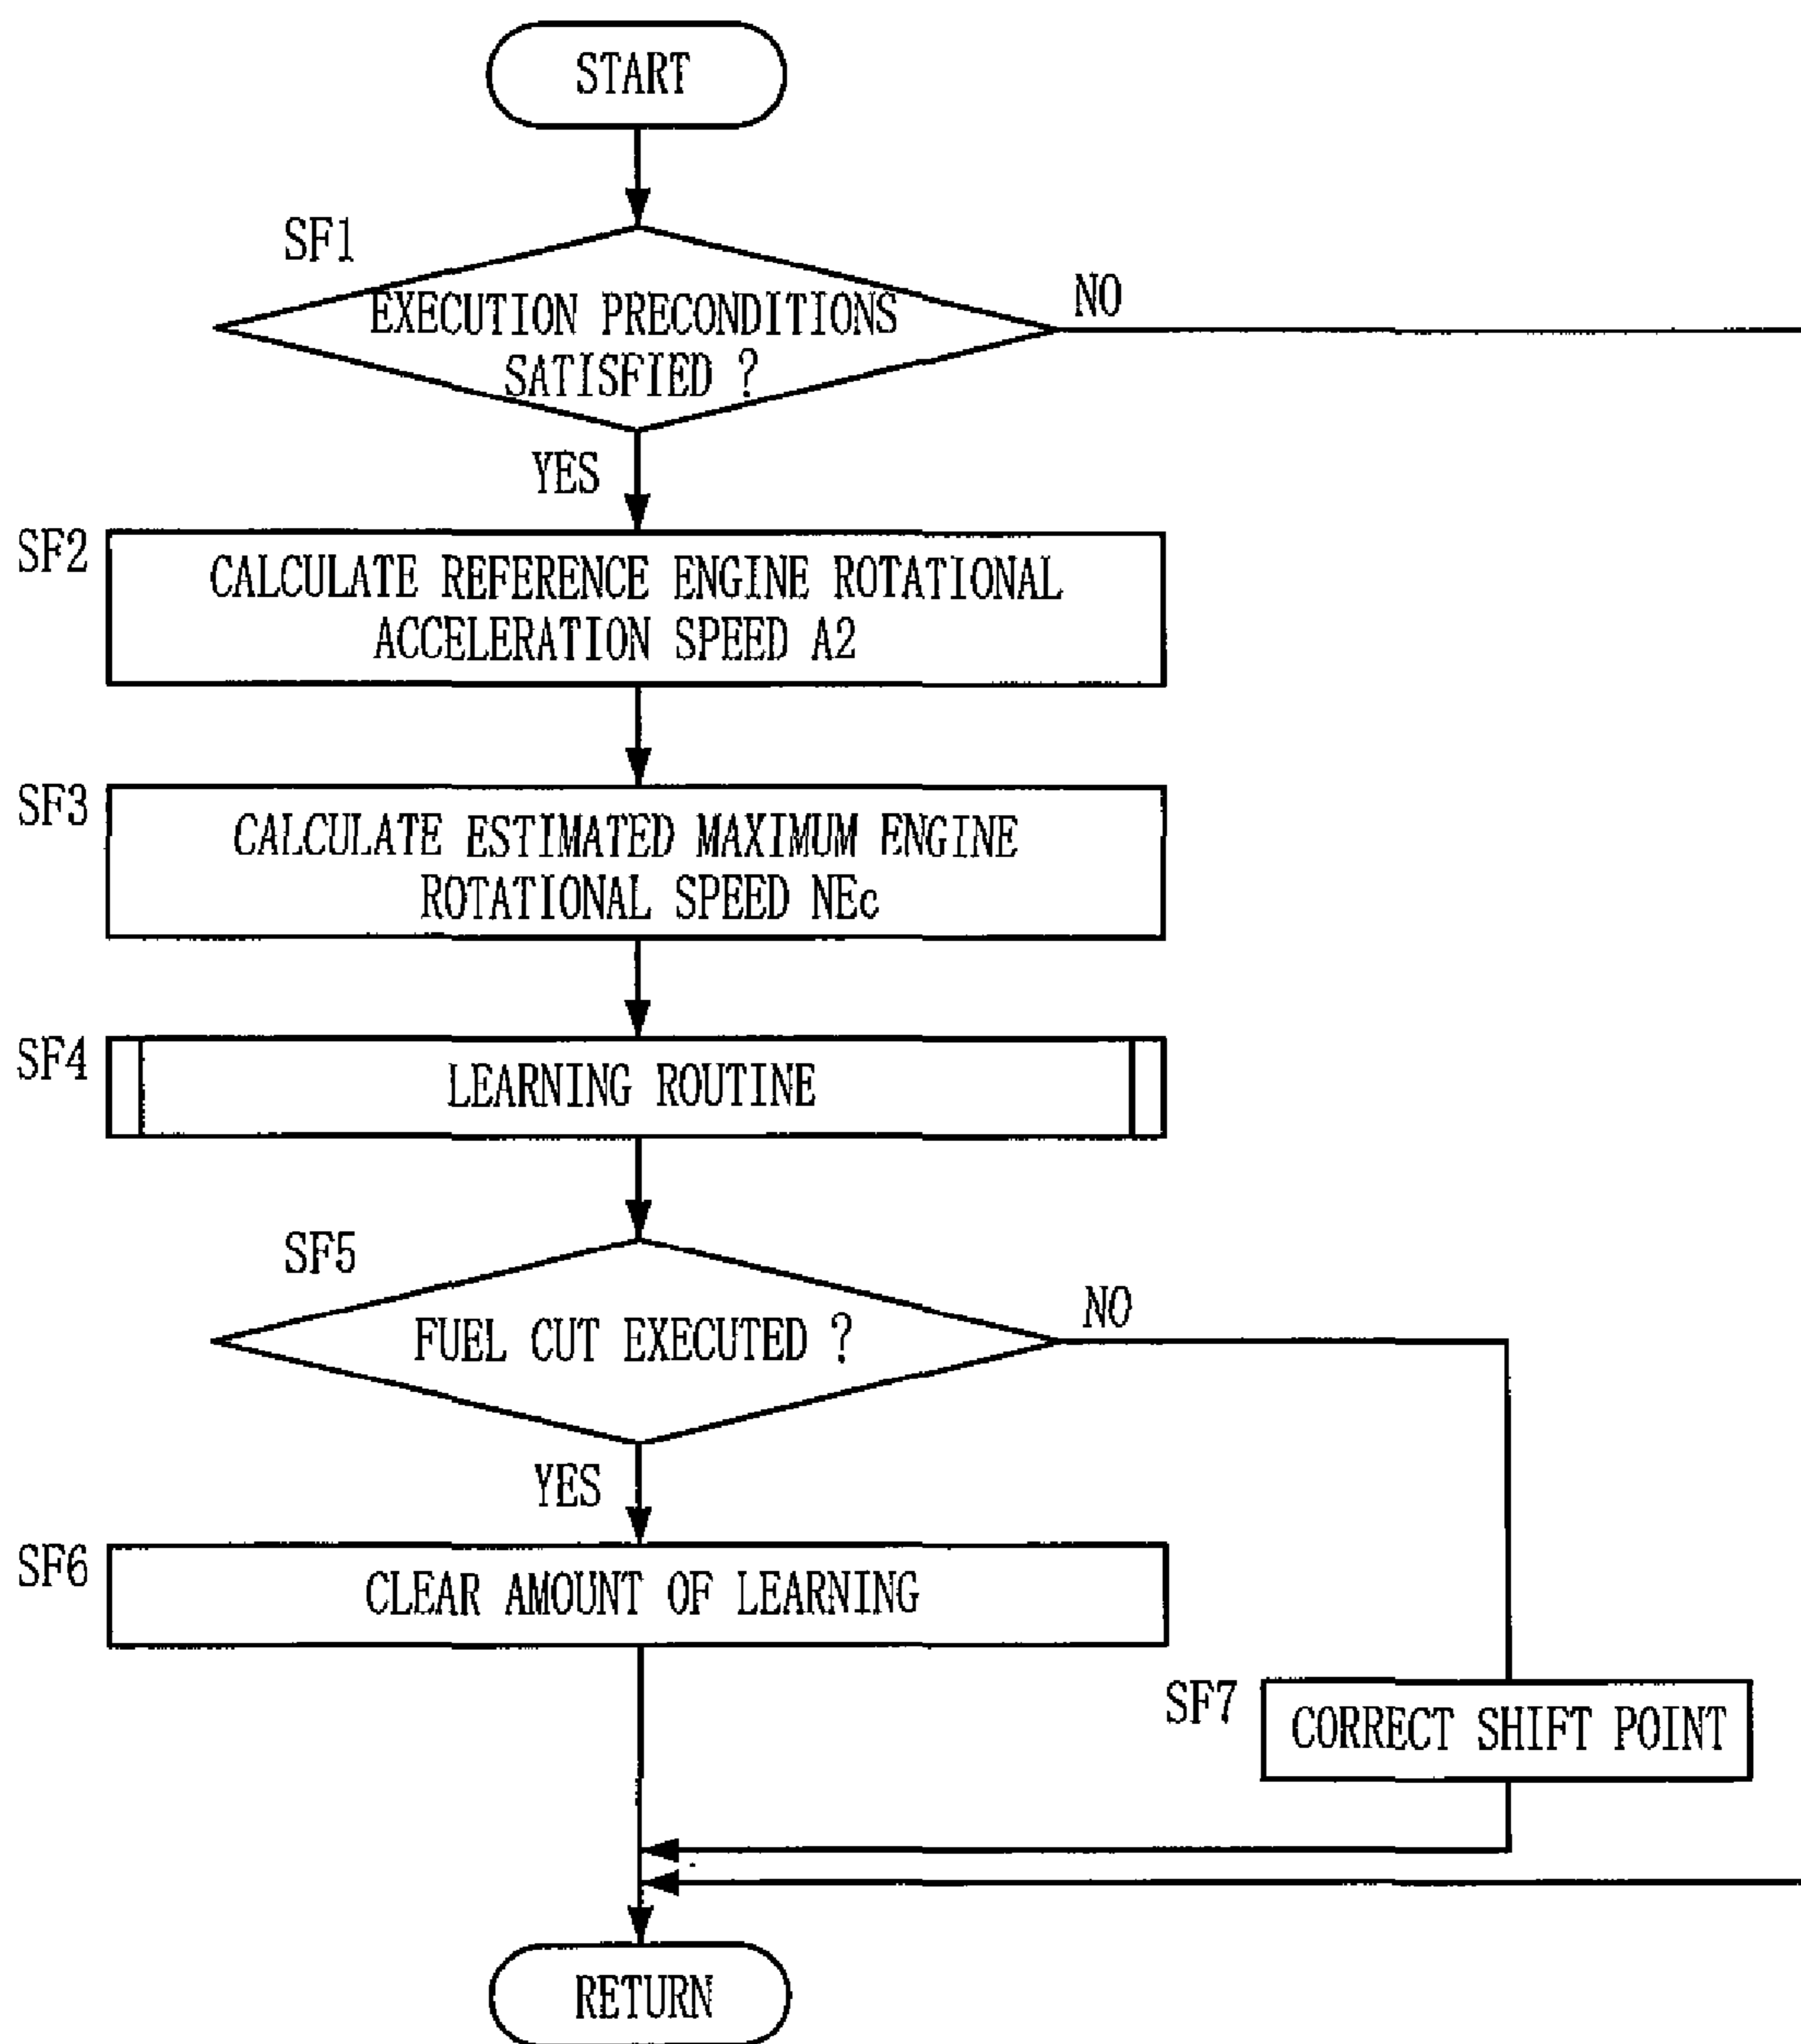 START
SF1
EXECUTION PRECONDITIONS
SATISFIED ?
NO
YES
SF2
CALCULATE REFERENCE ENGINE ROTATIONAL
ACCELERATION SPEED A2
SF3
CALCULATE ESTIMATED MAXIMUM ENGINE
ROTATIONAL SPEED NEc
SF4
LEARNING ROUTINE
SF5
FUEL CUT EXECUTED ?
NO
YES
SF6
CLEAR AMOUNT OF LEARNING
SF7
CORRECT SHIFT POINT
RETURN